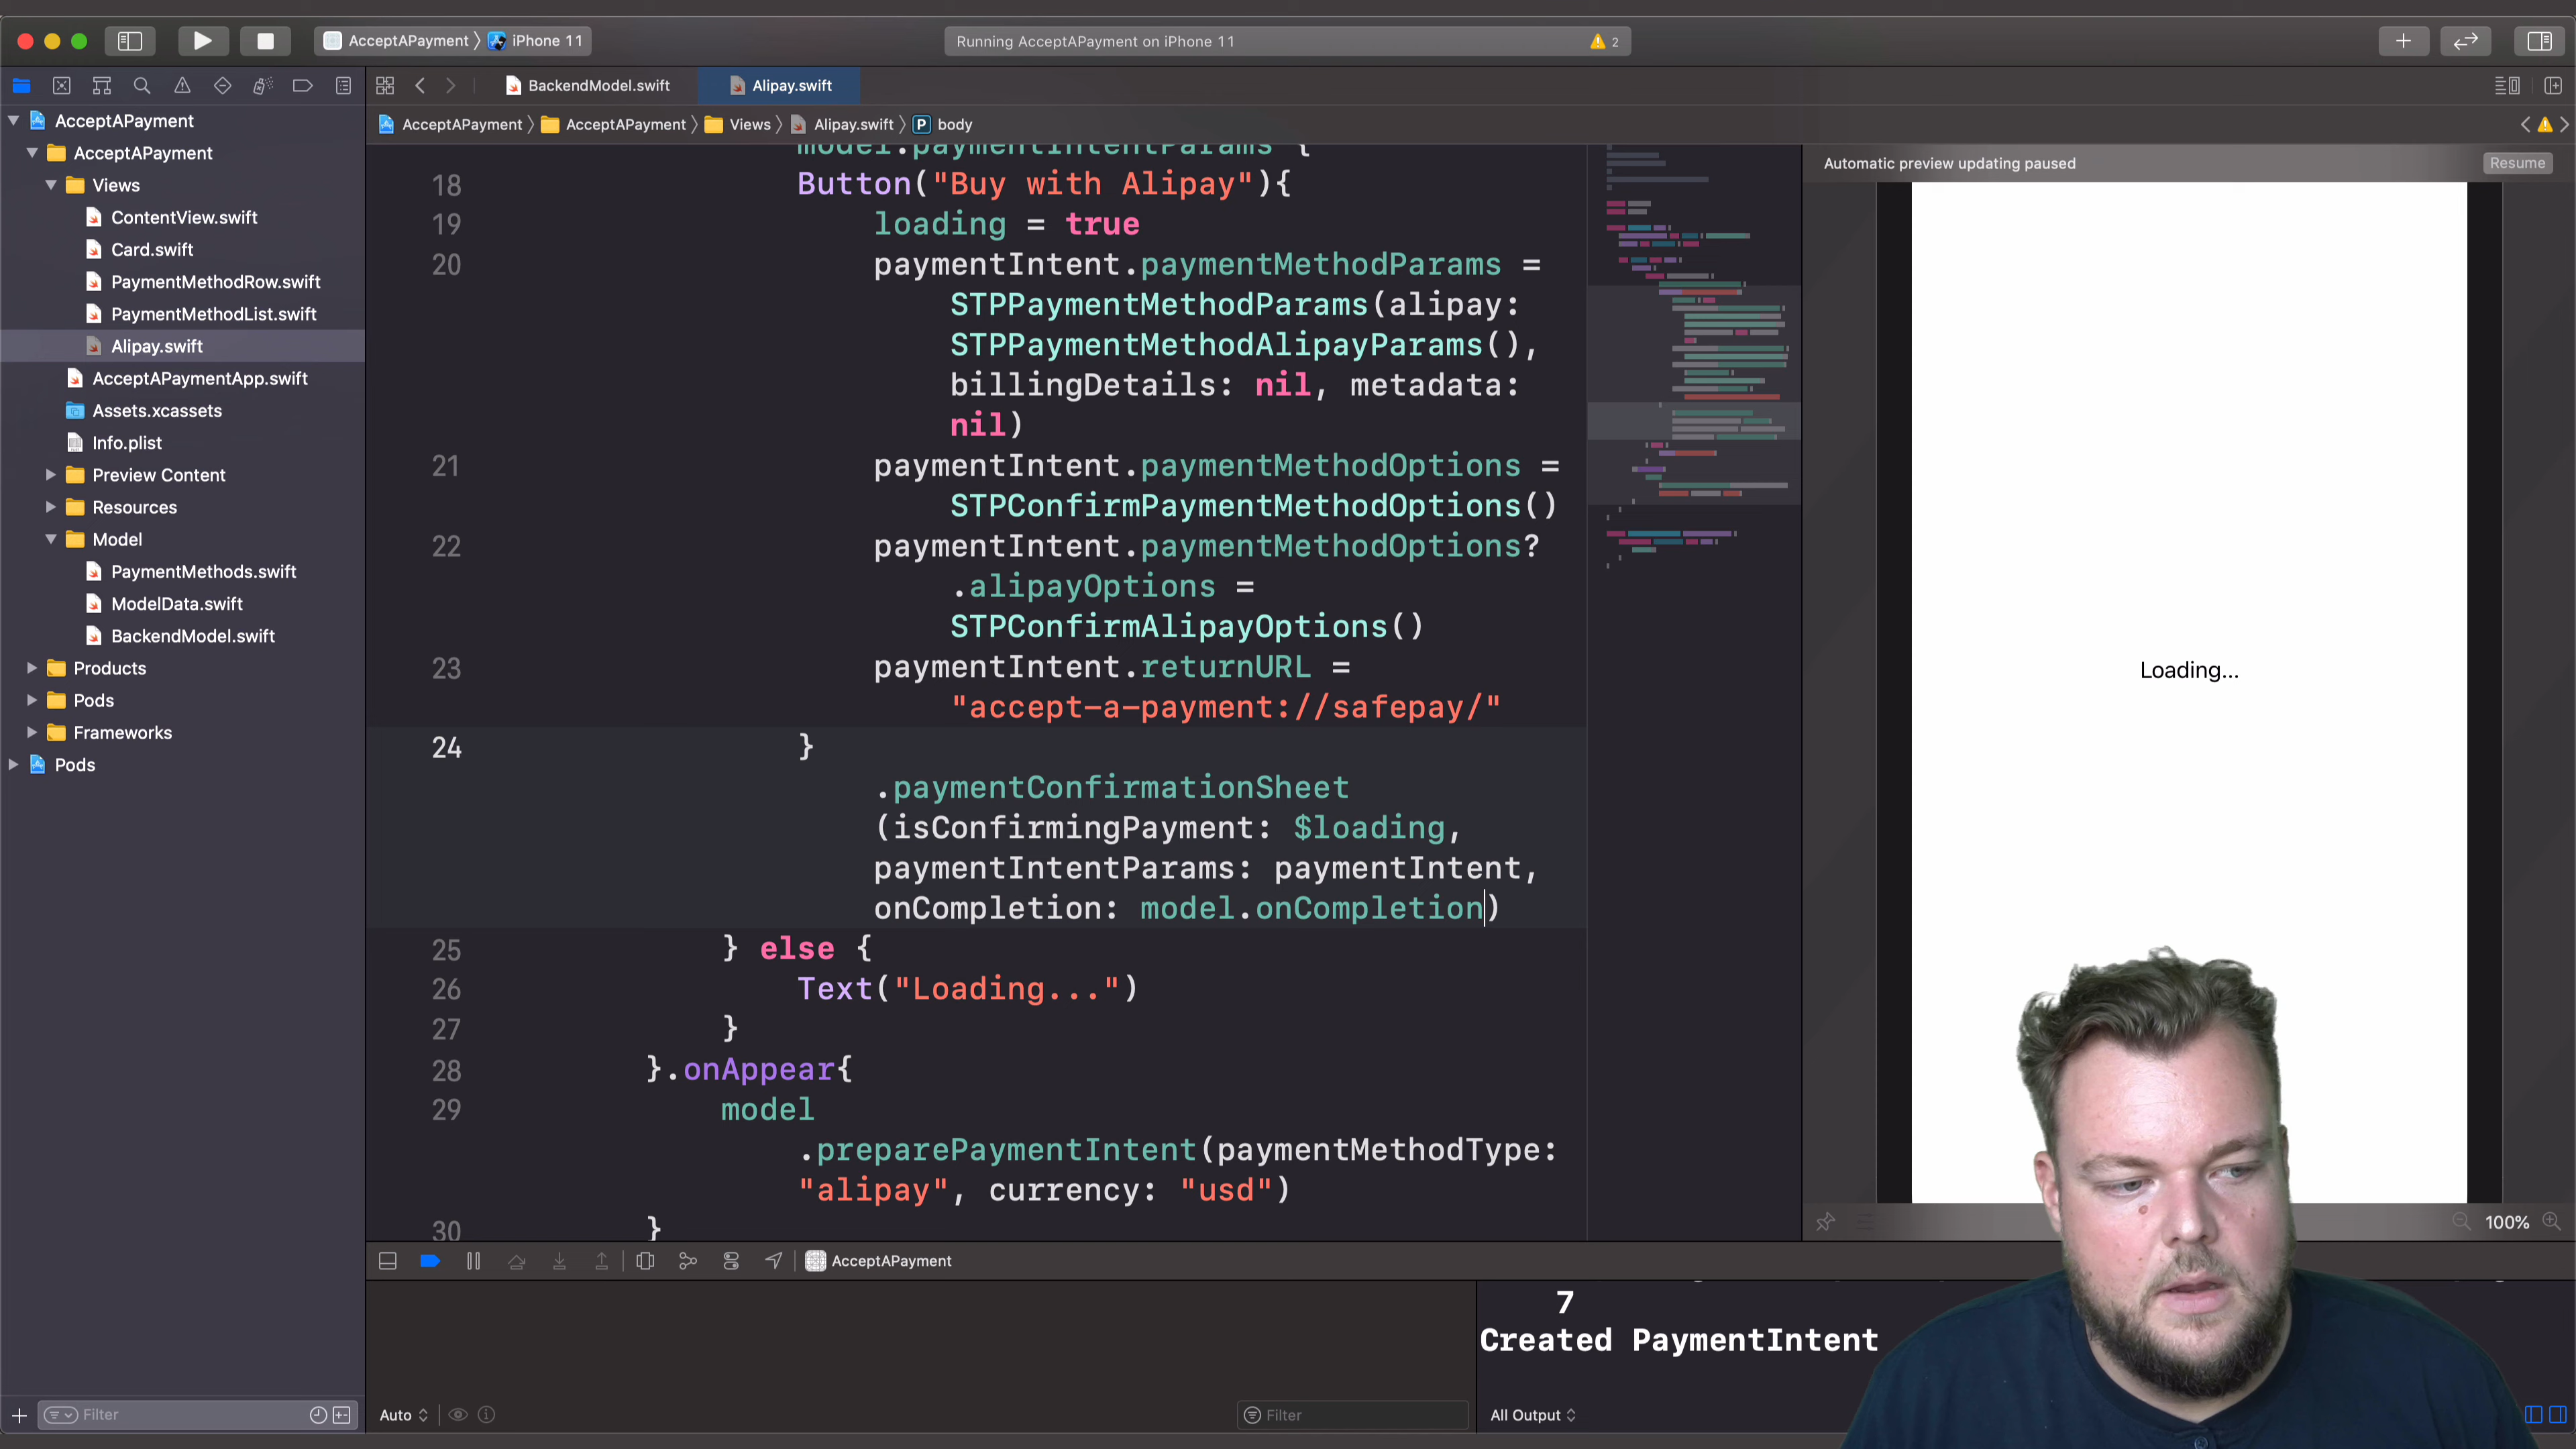 AcceptAPayment
iPhone 11
Running AcceptAPayment on iPhone 11
2
BackendModel.swift
Alipay.swift
AcceptAPayment
AcceptAPayment
Views
Alipay.swift
P
body
AcceptAPayment
AcceptAPayment
Views
ContentView.swift
Card.swift
PaymentMethodRow.swift
PaymentMethodList.swift
Alipay.swift
AcceptAPaymentApp.swift
Assets.xcassets
Info.plist
Preview Content
Resources
Model
PaymentMethods.swift
ModelData.swift
BackendModel.swift
Products
Pods
Frameworks
Pods
Filter
model.paymentIntentParams {
18 Button("Buy with Alipay"){
19 loading = true
20 paymentIntent.paymentMethodParams =
STPPaymentMethodParams(alipay:
STPPaymentMethodAlipayParams(),
billingDetails: nil, metadata:
nil)
21 paymentIntent.paymentMethodOptions =
STPConfirmPaymentMethodOptions()
22 paymentIntent.paymentMethodOptions?
.alipayOptions =
STPConfirmAlipayOptions()
23 paymentIntent.returnURL =
"accept-a-payment://safepay/"
24 }
.paymentConfirmationSheet
(isConfirmingPayment: $loading,
paymentIntentParams: paymentIntent,
onCompletion: model.onCompletion)
25 } else {
26 Text("Loading...")
27 }
28 }.onAppear{
29 model
.preparePaymentIntent(paymentMethodType:
"alipay", currency: "usd")
30 }
Automatic preview updating paused
Resume
Loading...
100%
AcceptAPayment
7
Created PaymentIntent
Auto
Filter
All Output